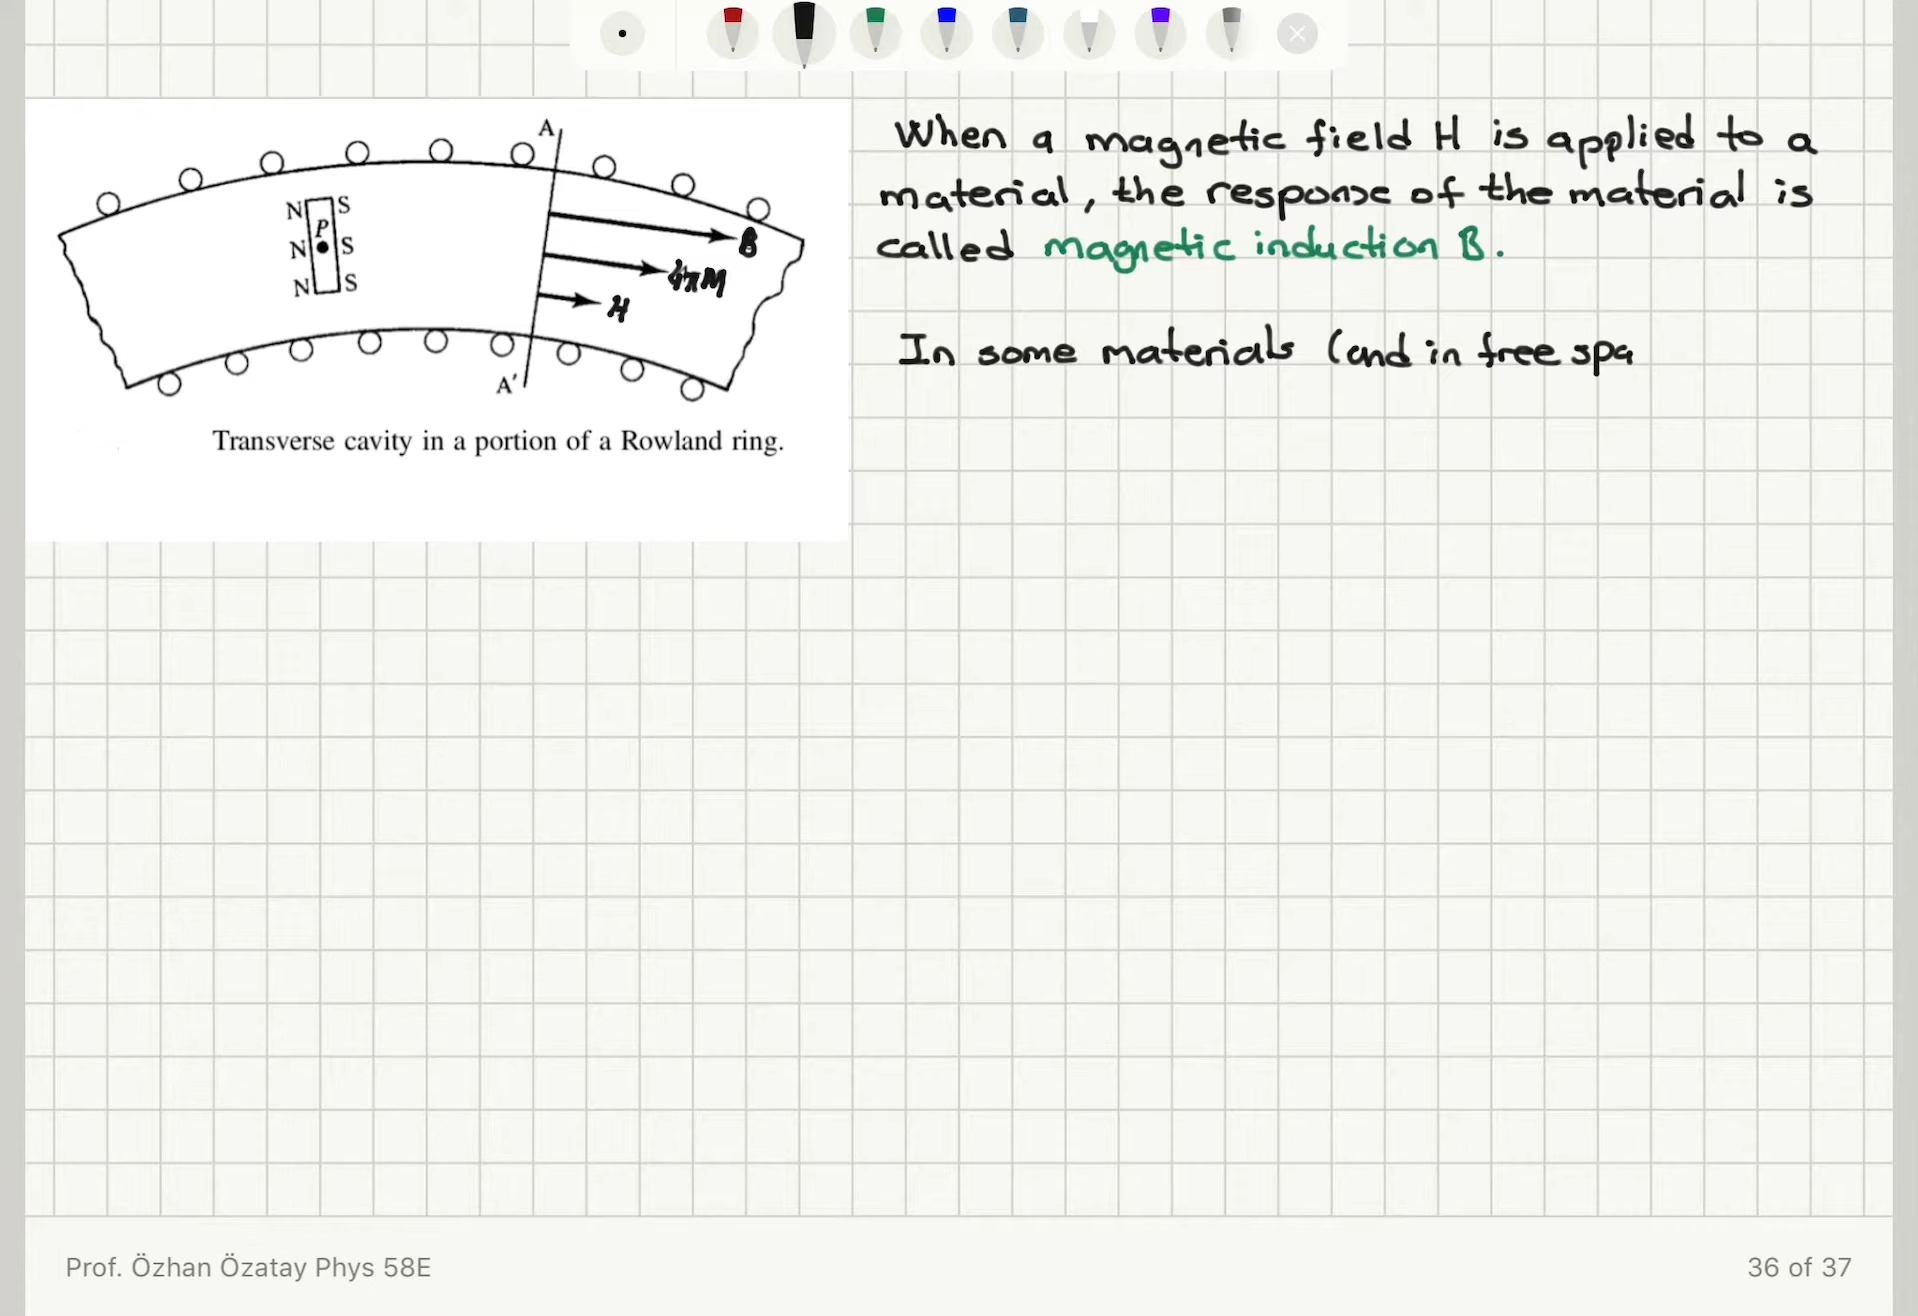 A
N S
P
N S
N S
B
4πM
H
A'
Transverse cavity in a portion of a Rowland ring.
When a magnetic field H is applied to a
material, the response of the material is
called magnetic induction B.
In some materials (and in free spa
Prof. Özhan Özatay Phys 58E
36 of 37